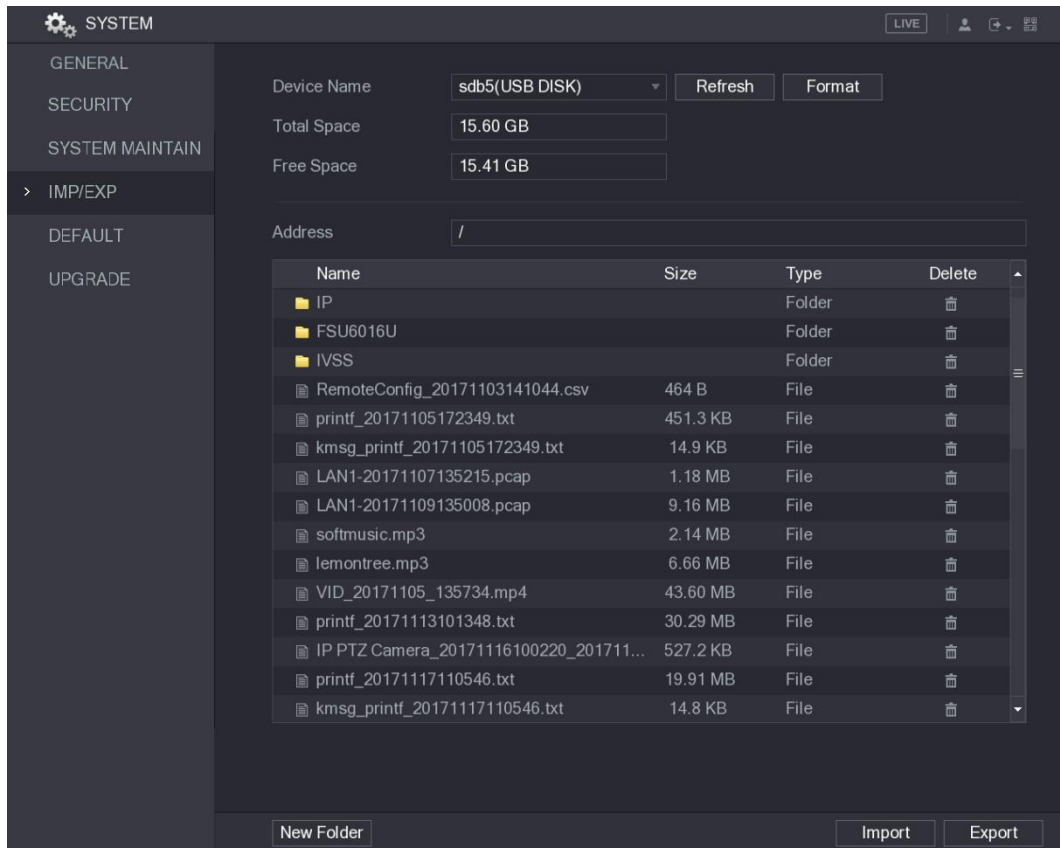 SYSTEM LIVE
GENERAL
SECURITY
SYSTEM MAINTAIN
> IMP/EXP
DEFAULT
UPGRADE
Device Name sdb5(USB DISK) Refresh Format
Total Space 15.60 GB
Free Space 15.41 GB
Address /
Name Size Type Delete
IP Folder
FSU6016U Folder
IVSS Folder
RemoteConfig_20171103141044.csv 464 B File
printf_20171105172349.txt 451.3 KB File
kmsg_printf_20171105172349.txt 14.9 KB File
LAN1-20171107135215.pcap 1.18 MB File
LAN1-20171109135008.pcap 9.16 MB File
softmusic.mp3 2.14 MB File
lemontree.mp3 6.66 MB File
VID_20171105_135734.mp4 43.60 MB File
printf_20171113101348.txt 30.29 MB File
IP PTZ Camera_20171116100220_201711... 527.2 KB File
printf_20171117110546.txt 19.91 MB File
kmsg_printf_20171117110546.txt 14.8 KB File
New Folder Import Export